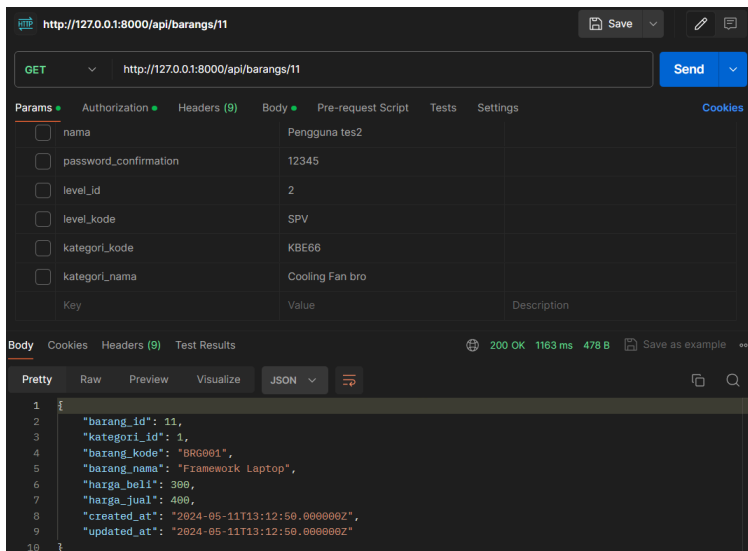 HTTP http://127.0.0.1:8000/api/barangs/11 Save
GET http://127.0.0.1:8000/api/barangs/11 Send
Params Authorization Headers (9) Body Pre-request Script Tests Settings Cookies
nama Pengguna tes2
password_confirmation 12345
level_id 2
level_kode SPV
kategori_kode KBE66
kategori_nama Cooling Fan bro
Key Value Description
Body Cookies Headers (9) Test Results 200 OK 1163 ms 478 B Save as example
Pretty Raw Preview Visualize JSON
1 {
2 "barang_id": 11,
3 "kategori_id": 1,
4 "barang_kode": "BRG001",
5 "barang_nama": "Framework Laptop",
6 "harga_beli": 300,
7 "harga_jual": 400,
8 "created_at": "2024-05-11T13:12:50.000000Z",
9 "updated_at": "2024-05-11T13:12:50.000000Z"
10 }